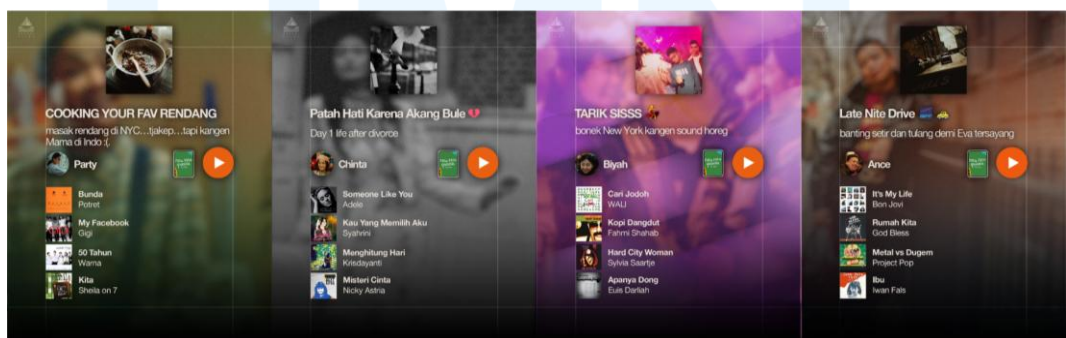 COOKING YOUR FAV RENDANG
masak rendang di NYC...tjakep...tapi kangen
Mama di Indo :(.
Party
Bunda
Potret
My Facebook
Gigi
50 Tahun
Warna
Kita
Sheila on 7
Patah Hati Karena Akang Bule 💔
Day 1 life after divorce
Chinta
Someone Like You
Adele
Kau Yang Memilih Aku
Syahrini
Menghitung Hari
Krisdayanti
Misteri Cinta
Nicky Astria
TARIK SISSS
bonek New York kangen sound horeg
Biyah
Cari Jodoh
WALI
Kopi Dangdut
Fahmi Shahab
Hard City Woman
Sylvia Saartje
Apanya Dong
Euis Darliah
Late Nite Drive
banting setir dan tulang demi Eva tersayang
Ance
It's My Life
Bon Jovi
Rumah Kita
God Bless
Metal vs Dugem
Project Pop
Ibu
Iwan Fals